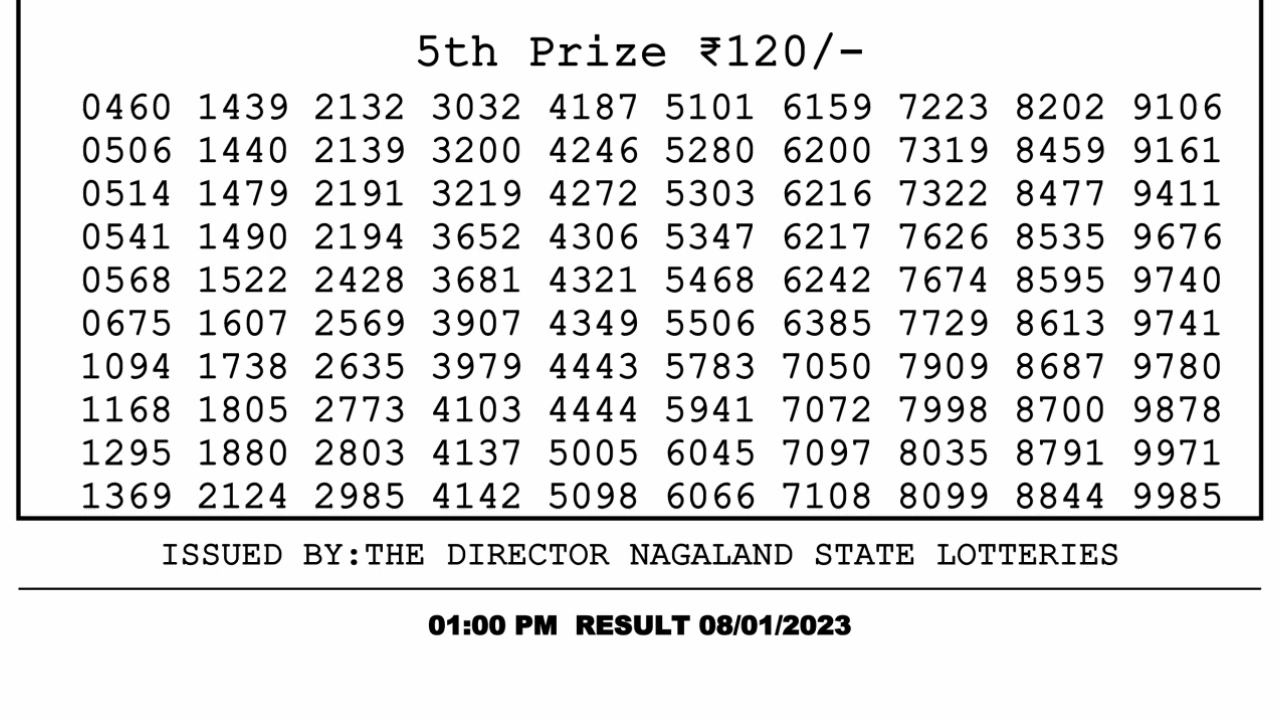 5th Prize ₹120/-
0460 1439 2132 3032 4187 5101 6159 7223 8202 9106
0506 1440 2139 3200 4246 5280 6200 7319 8459 9161
0514 1479 2191 3219 4272 5303 6216 7322 8477 9411
0541 1490 2194 3652 4306 5347 6217 7626 8535 9676
0568 1522 2428 3681 4321 5468 6242 7674 8595 9740
0675 1607 2569 3907 4349 5506 6385 7729 8613 9741
1094 1738 2635 3979 4443 5783 7050 7909 8687 9780
1168 1805 2773 4103 4444 5941 7072 7998 8700 9878
1295 1880 2803 4137 5005 6045 7097 8035 8791 9971
1369 2124 2985 4142 5098 6066 7108 8099 8844 9985
ISSUED BY:THE DIRECTOR NAGALAND STATE LOTTERIES
01:00 PM RESULT 08/01/2023